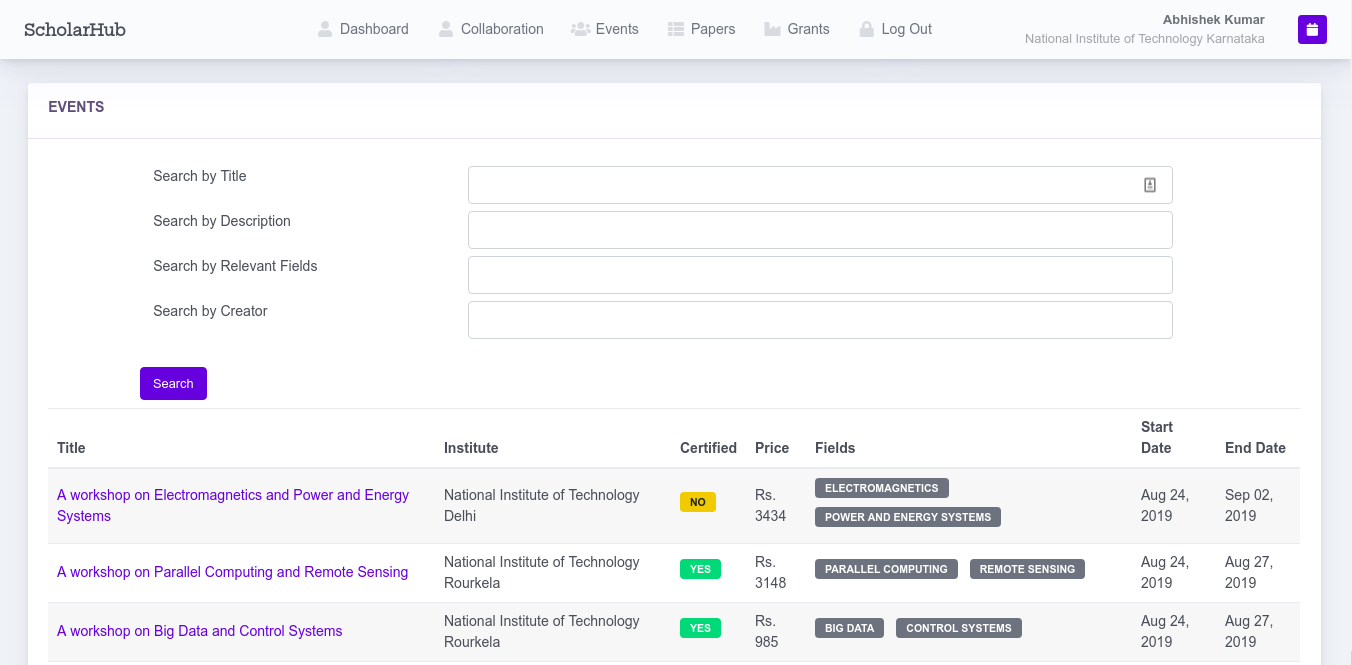 ScholarHub
Dashboard
Collaboration
Events
Papers
Grants
Log Out
Abhishek Kumar
National Institute of Technology Karnataka
EVENTS
Search by Title
Search by Description
Search by Relevant Fields
Search by Creator
Search
Title
Institute
Certified
Price
Fields
Start
Date
End Date
A workshop on Electromagnetics and Power and Energy
Systems
National Institute of Technology
Delhi
NO
Rs.
3434
ELECTROMAGNETICS
POWER AND ENERGY SYSTEMS
Aug 24,
2019
Sep 02,
2019
A workshop on Parallel Computing and Remote Sensing
National Institute of Technology
Rourkela
YES
Rs.
3148
PARALLEL COMPUTING
REMOTE SENSING
Aug 24,
2019
Aug 27,
2019
A workshop on Big Data and Control Systems
National Institute of Technology
Rourkela
YES
Rs.
985
BIG DATA
CONTROL SYSTEMS
Aug 24,
2019
Aug 27,
2019